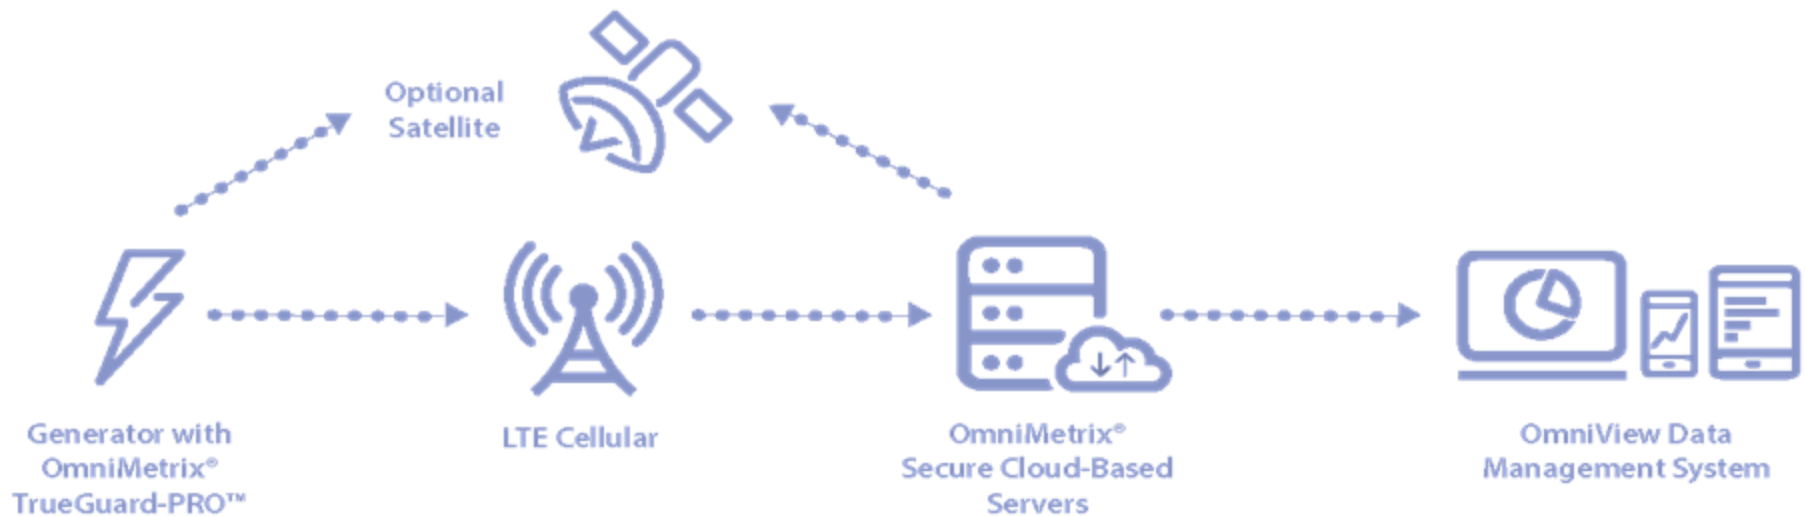 Optional
Satellite
Generator with
OmniMetrix®
TrueGuard-PRO™
LTE Cellular
OmniMetrix®
Secure Cloud-Based
Servers
OmniView Data
Management System